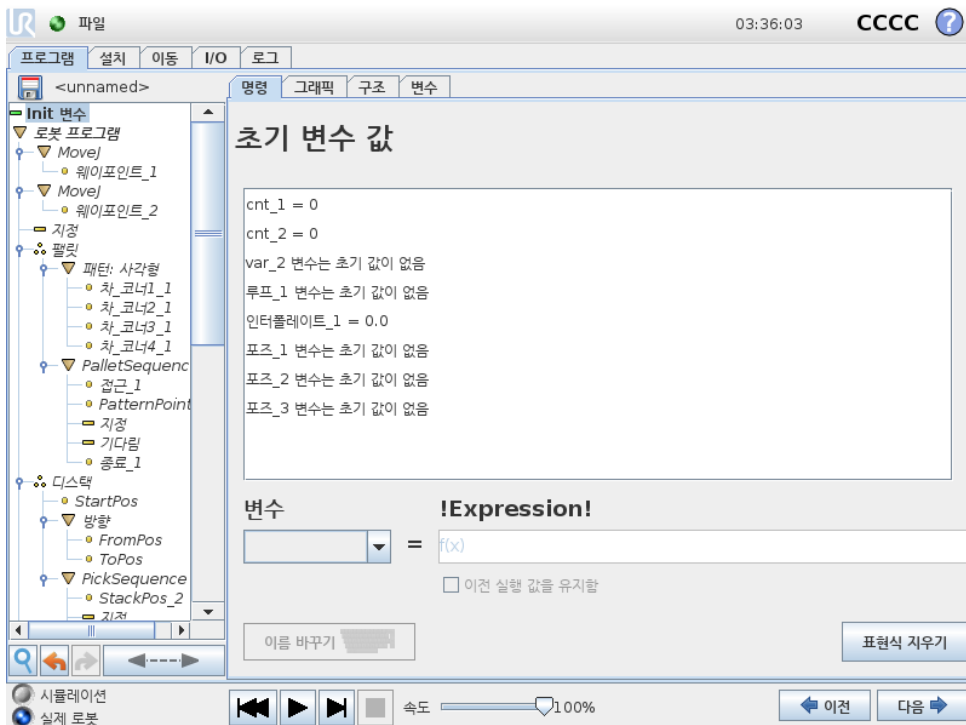 UR 파일 03:36:03 CCCC ?
프로그램 설치 이동 I/O 로그
<unnamed> 명령 그래픽 구조 변수
Init 변수
로봇 프로그램
MoveJ
웨이포인트_1
MoveJ
웨이포인트_2
지정
팰릿
패턴: 사각형
차_코너1_1
차_코너2_1
차_코너3_1
차_코너4_1
PalletSequenc
접근_1
PatternPoint
지정
기다림
종료_1
디스택
StartPos
방향
FromPos
ToPos
PickSequence
StackPos_2
지정
초기 변수 값
cnt_1 = 0
cnt_2 = 0
var_2 변수는 초기 값이 없음
루프_1 변수는 초기 값이 없음
인터폴레이트_1 = 0.0
포즈_1 변수는 초기 값이 없음
포즈_2 변수는 초기 값이 없음
포즈_3 변수는 초기 값이 없음
변수 !Expression!
= f(x)
이전 실행 값을 유지함
이름 바꾸기 표현식 지우기
시뮬레이션
실제 로봇
속도 100% 이전 다음